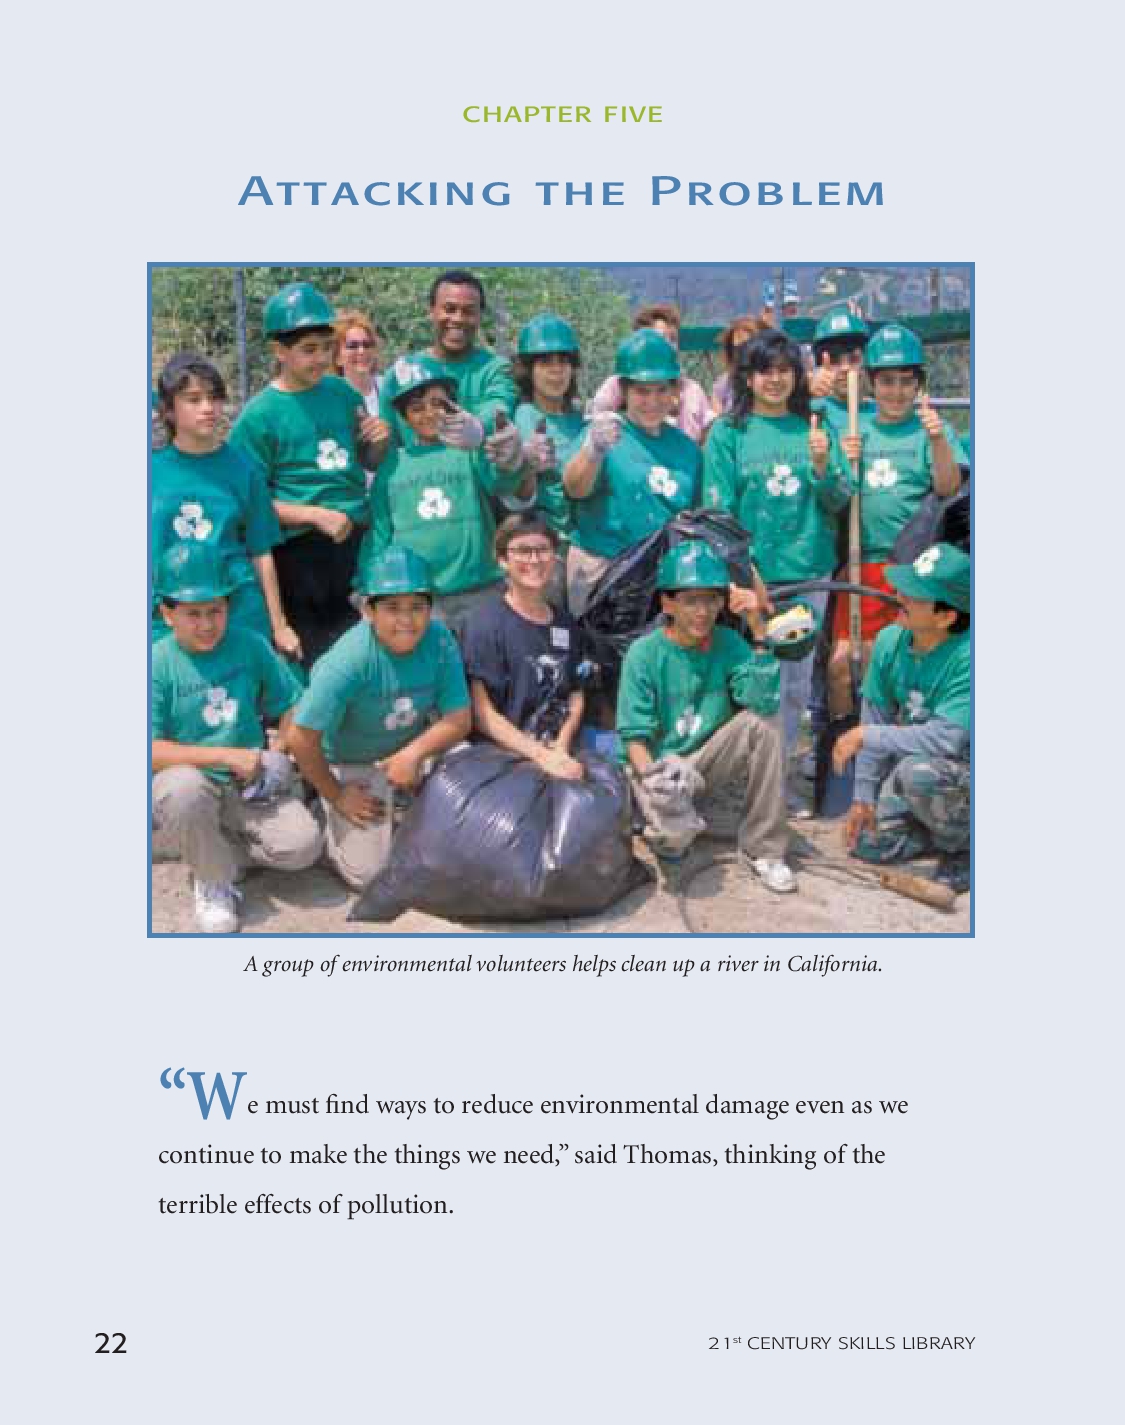 CHAPTER FIVE
ATTACKING THE PROBLEM
A group of environmental volunteers helps clean up a river in California.
“We must find ways to reduce environmental damage even as we
continue to make the things we need,” said Thomas, thinking of the
terrible effects of pollution.
22
21st CENTURY SKILLS LIBRARY